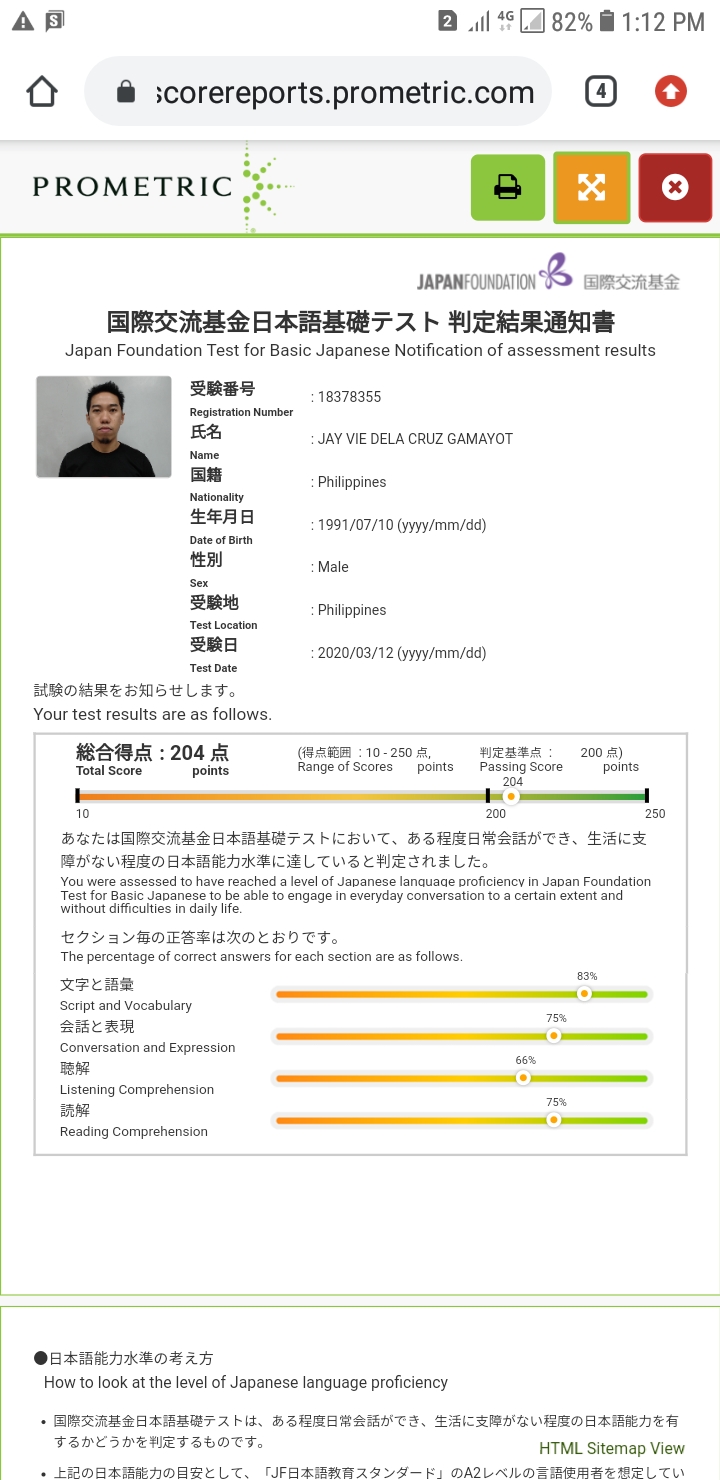 2 4G 82% 1:12 PM
scorereports.prometric.com 4
PROMETRIC
JAPANFOUNDATION 国際交流基金
国際交流基金日本語基礎テスト 判定結果通知書
Japan Foundation Test for Basic Japanese Notification of assessment results
受験番号
Registration Number : 18378355
氏名
Name : JAY VIE DELA CRUZ GAMAYOT
国籍
Nationality : Philippines
生年月日
Date of Birth : 1991/07/10 (yyyy/mm/dd)
性別
Sex : Male
受験地
Test Location : Philippines
受験日
Test Date : 2020/03/12 (yyyy/mm/dd)
試験の結果をお知らせします。
Your test results are as follows.
総合得点 : 204 点 (得点範囲 : 10 - 250 点, 判定基準点 : 200 点)
Total Score points Range of Scores points Passing Score points
204
10 200 250
あなたは国際交流基金日本語基礎テストにおいて、ある程度日常会話ができ、生活に支
障がない程度の日本語能力水準に達していると判定されました。
You were assessed to have reached a level of Japanese language proficiency in Japan Foundation
Test for Basic Japanese to be able to engage in everyday conversation to a certain extent and
without difficulties in daily life.
セクション毎の正答率は次のとおりです。
The percentage of correct answers for each section are as follows.
83%
文字と語彙
Script and Vocabulary
75%
会話と表現
Conversation and Expression
66%
聴解
Listening Comprehension
75%
読解
Reading Comprehension
●日本語能力水準の考え方
How to look at the level of Japanese language proficiency
• 国際交流基金日本語基礎テストは、ある程度日常会話ができ、生活に支障がない程度の日本語能力を有
するかどうかを判定するものです。
HTML Sitemap View
• 上記の日本語能力の目安として、「JF日本語教育スタンダード」のA2レベルの言語使用者を想定してい